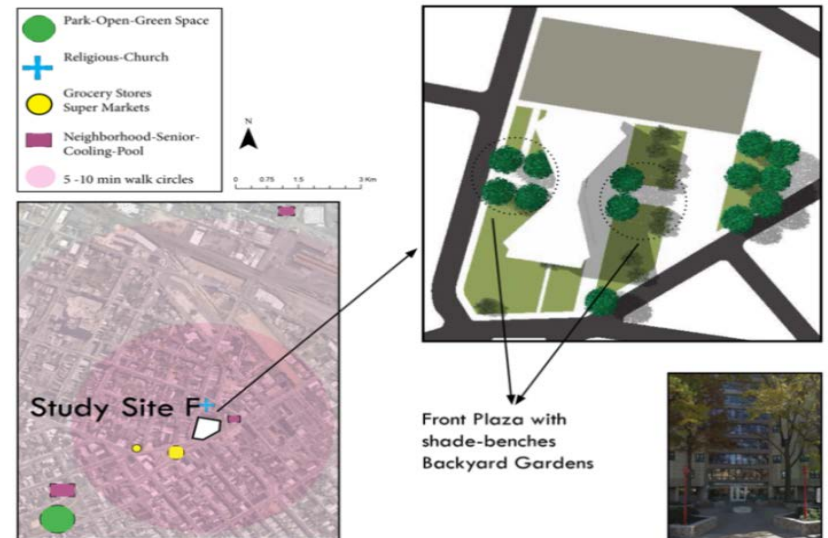 Park-Open-Green Space
Religious-Church
Grocery Stores
Super Markets
Neighborhood-Senior-
Cooling-Pool
5 -10 min walk circles
N
0 0.75 1.5 3 Km
Study Site F
Front Plaza with
shade-benches
Backyard Gardens